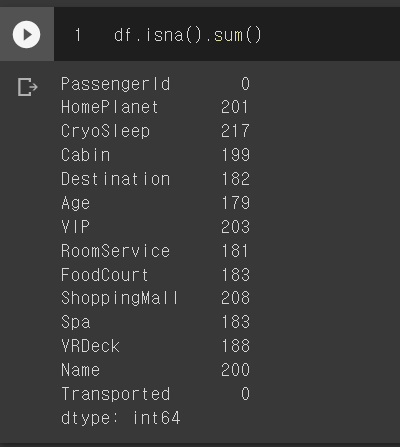 1 df.isna().sum()
PassengerId 0
HomePlanet 201
CryoSleep 217
Cabin 199
Destination 182
Age 179
VIP 203
RoomService 181
FoodCourt 183
ShoppingMall 208
Spa 183
VRDeck 188
Name 200
Transported 0
dtype: int64